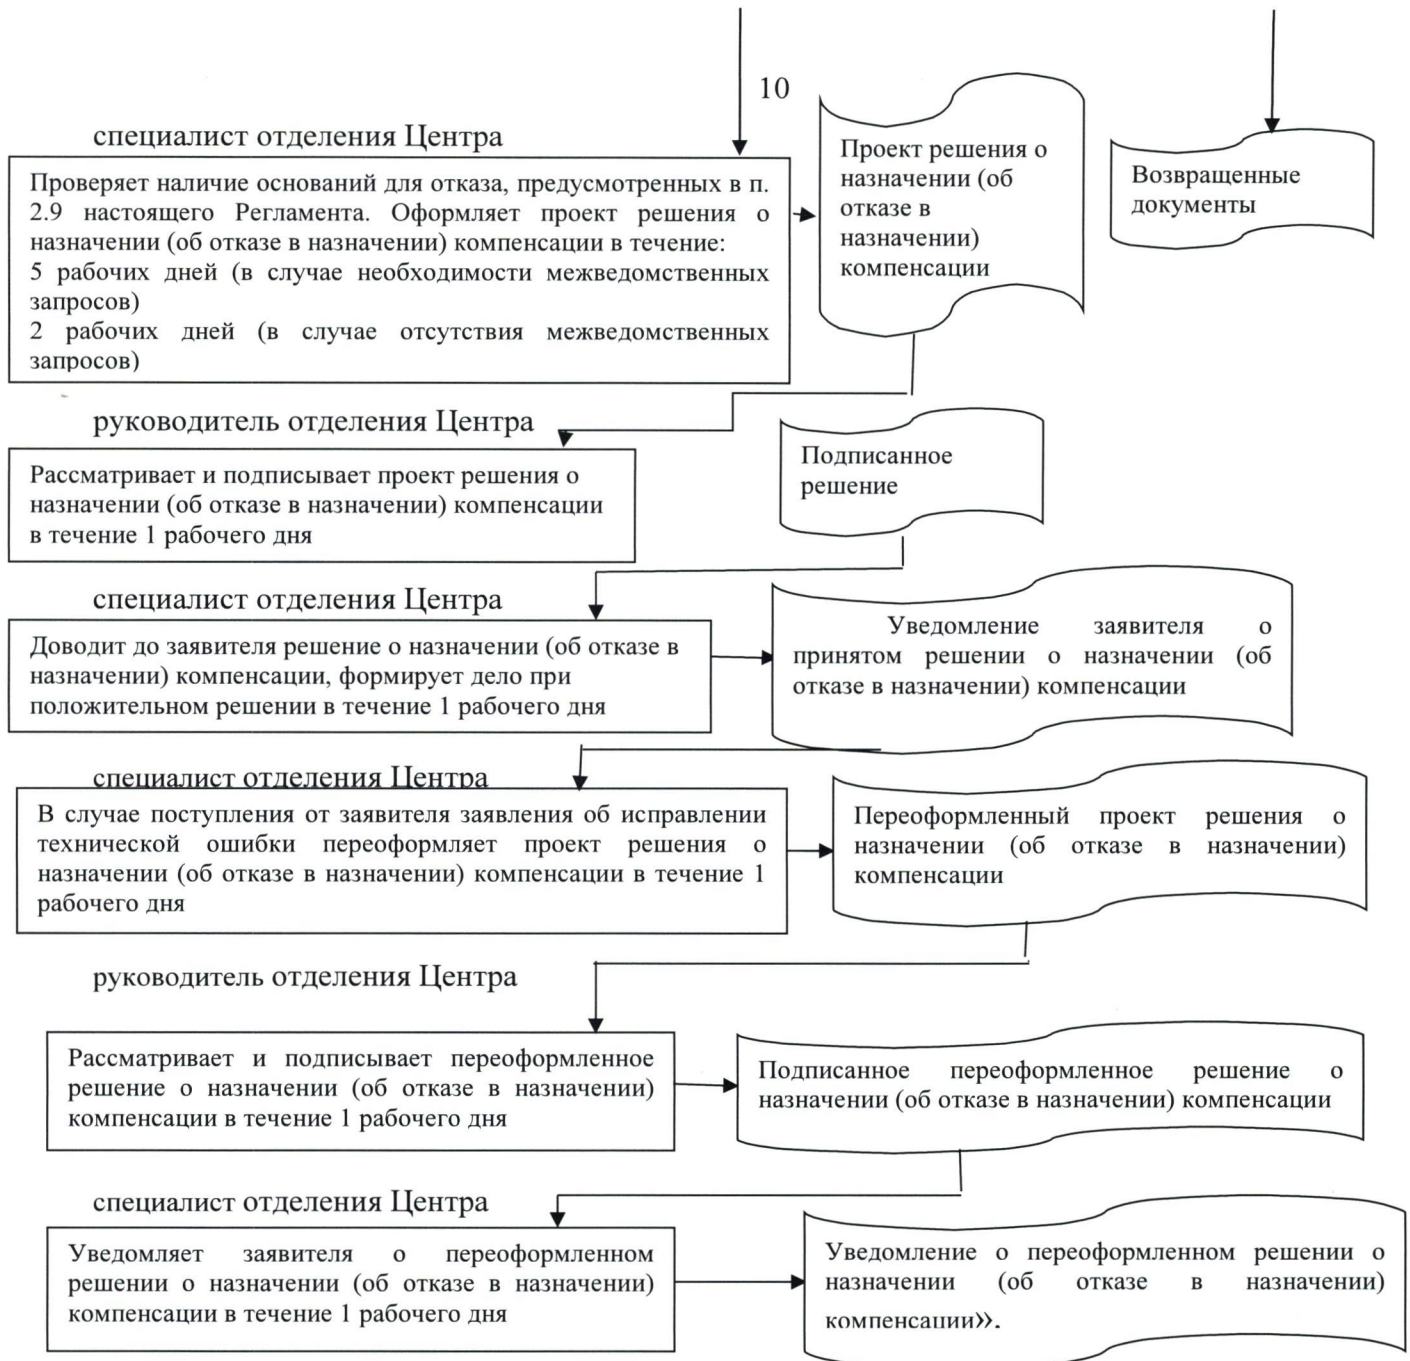 10
специалист отделения Центра
Проверяет наличие оснований для отказа, предусмотренных в п.
2.9 настоящего Регламента. Оформляет проект решения о
назначении (об отказе в назначении) компенсации в течение:
5 рабочих дней (в случае необходимости межведомственных
запросов)
2 рабочих дней (в случае отсутствия межведомственных
запросов)
Проект решения о
назначении (об
отказе в
назначении)
компенсации
Возвращенные
документы
руководитель отделения Центра
Рассматривает и подписывает проект решения о
назначении (об отказе в назначении) компенсации
в течение 1 рабочего дня
Подписанное
решение
специалист отделения Центра
Доводит до заявителя решение о назначении (об отказе в
назначении) компенсации, формирует дело при
положительном решении в течение 1 рабочего дня
Уведомление заявителя о
принятом решении о назначении (об
отказе в назначении) компенсации
специалист отделения Центра
В случае поступления от заявителя заявления об исправлении
технической ошибки переоформляет проект решения о
назначении (об отказе в назначении) компенсации в течение 1
рабочего дня
Переоформленный проект решения о
назначении (об отказе в назначении)
компенсации
руководитель отделения Центра
Рассматривает и подписывает переоформленное
решение о назначении (об отказе в назначении)
компенсации в течение 1 рабочего дня
Подписанное переоформленное решение о
назначении (об отказе в назначении) компенсации
специалист отделения Центра
Уведомляет заявителя о переоформленном
решении о назначении (об отказе в назначении)
компенсации в течение 1 рабочего дня
Уведомление о переоформленном решении о
назначении (об отказе в назначении)
компенсации».